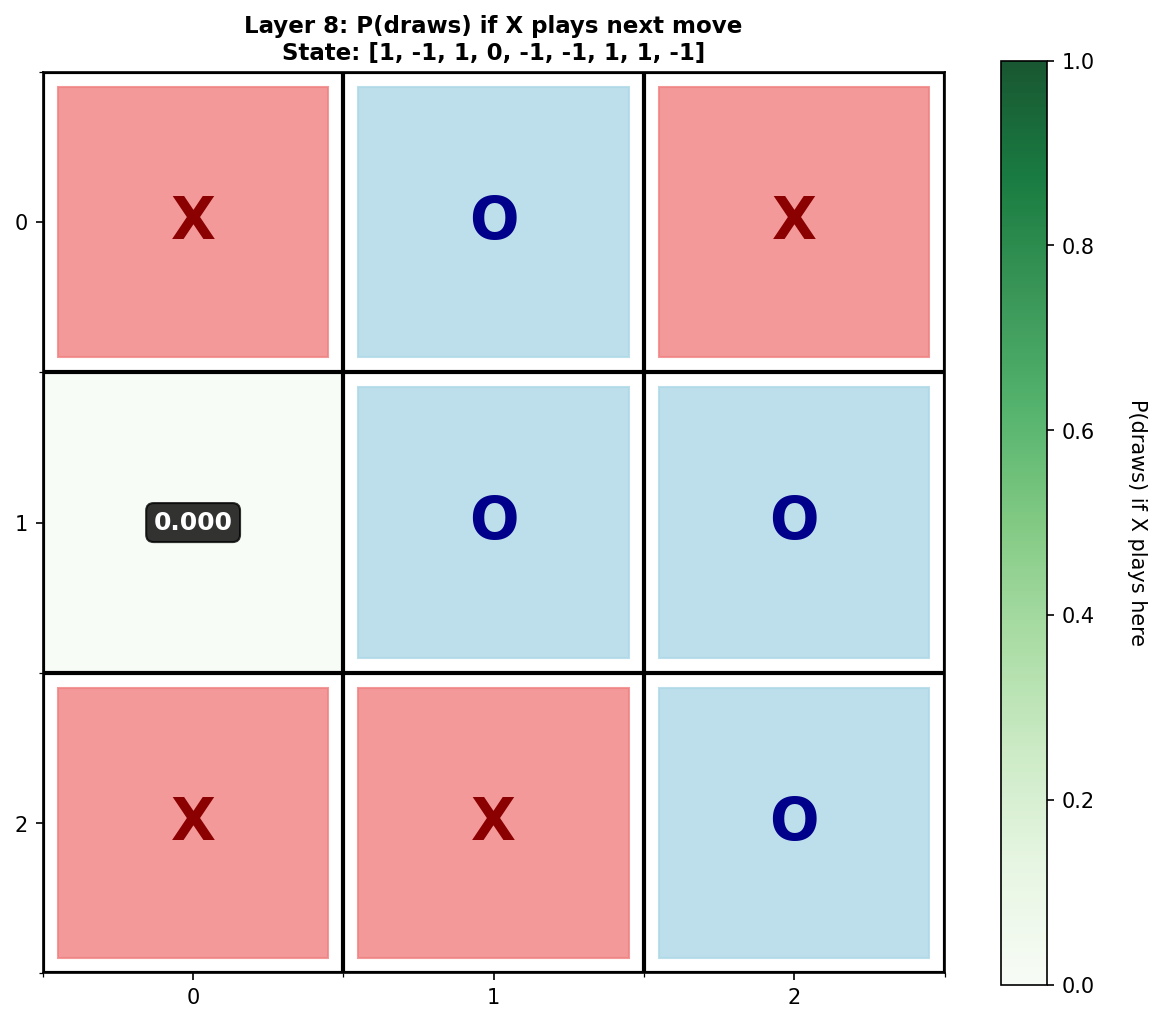 Layer 8: P(draws) if X plays next move
State: [1, -1, 1, 0, -1, -1, 1, 1, -1]
0
X
O
X
1
0.000
O
O
2
X
X
O
0
1
2
1.0
0.8
0.6
0.4
0.2
0.0
P(draws) if X plays here